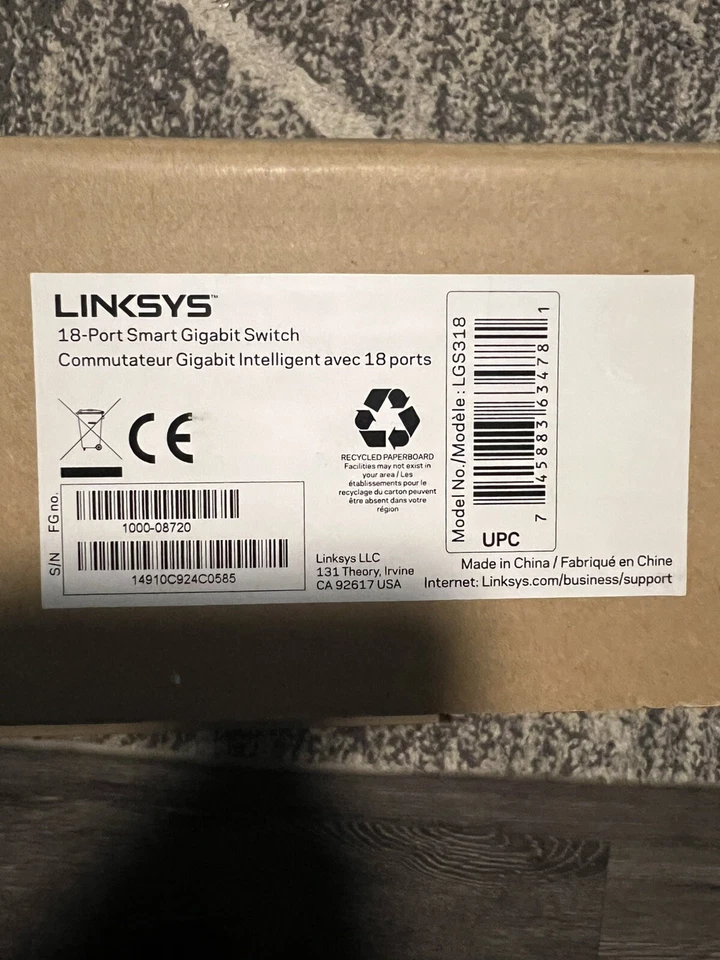 LINKSYS™
18-Port Smart Gigabit Switch
Commutateur Gigabit Intelligent avec 18 ports
CE
RECYCLED PAPERBOARD
Facilities may not exist in
your area / Les
établissements pour le
recyclage du carton peuvent
être absent dans votre
région
Model No./Modèle : LGS318
7 45883 63478 1
UPC
FG no.
1000-08720
S/N
14910C924C0585
Linksys LLC
131 Theory, Irvine
CA 92617 USA
Made in China / Fabriqué en Chine
Internet: Linksys.com/business/support